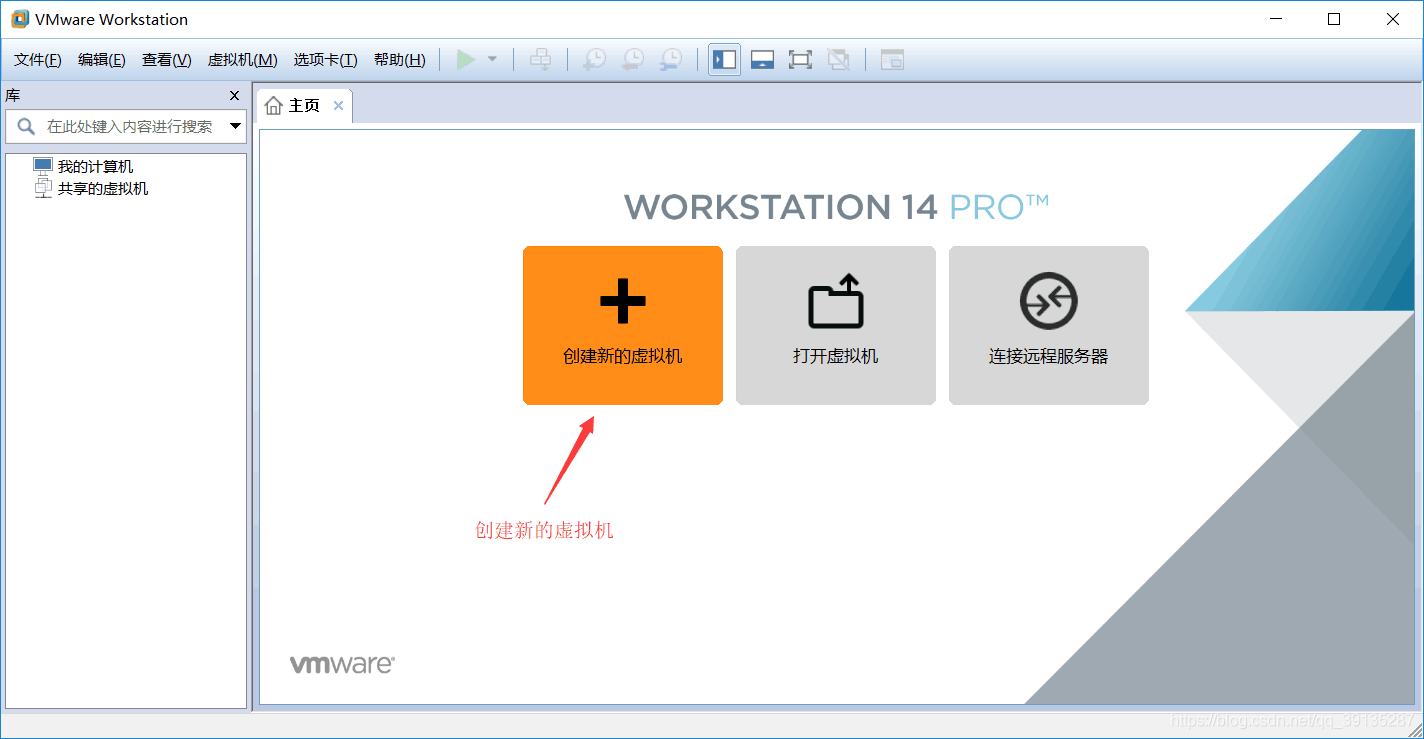 VMware Workstation
文件(F) 编辑(E) 查看(V) 虚拟机(M) 选项卡(T) 帮助(H)
库
主页
在此处键入内容进行搜索
我的计算机
共享的虚拟机
WORKSTATION 14 PRO™
创建新的虚拟机 打开虚拟机 连接远程服务器
创建新的虚拟机
vmware®
https://blog.csdn.net/qq_39135287